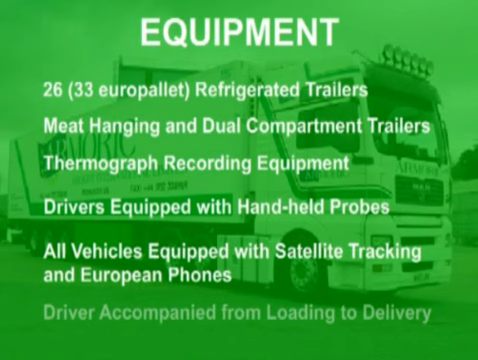 EQUIPMENT
26 (33 europallet) Refrigerated Trailers
Meat Hanging and Dual Compartment Trailers
Thermograph Recording Equipment
Drivers Equipped with Hand-held Probes
All Vehicles Equipped with Satellite Tracking
and European Phones
Driver Accompanied from Loading to Delivery
ARMORIC